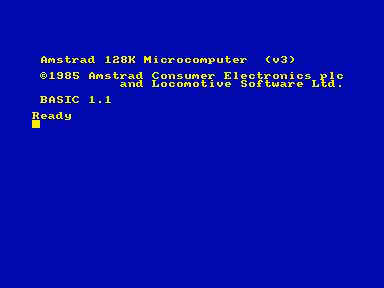 Amstrad 128K Microcomputer  (v3)
©1985 Amstrad Consumer Electronics plc
and Locomotive Software Ltd.
BASIC 1.1
Ready